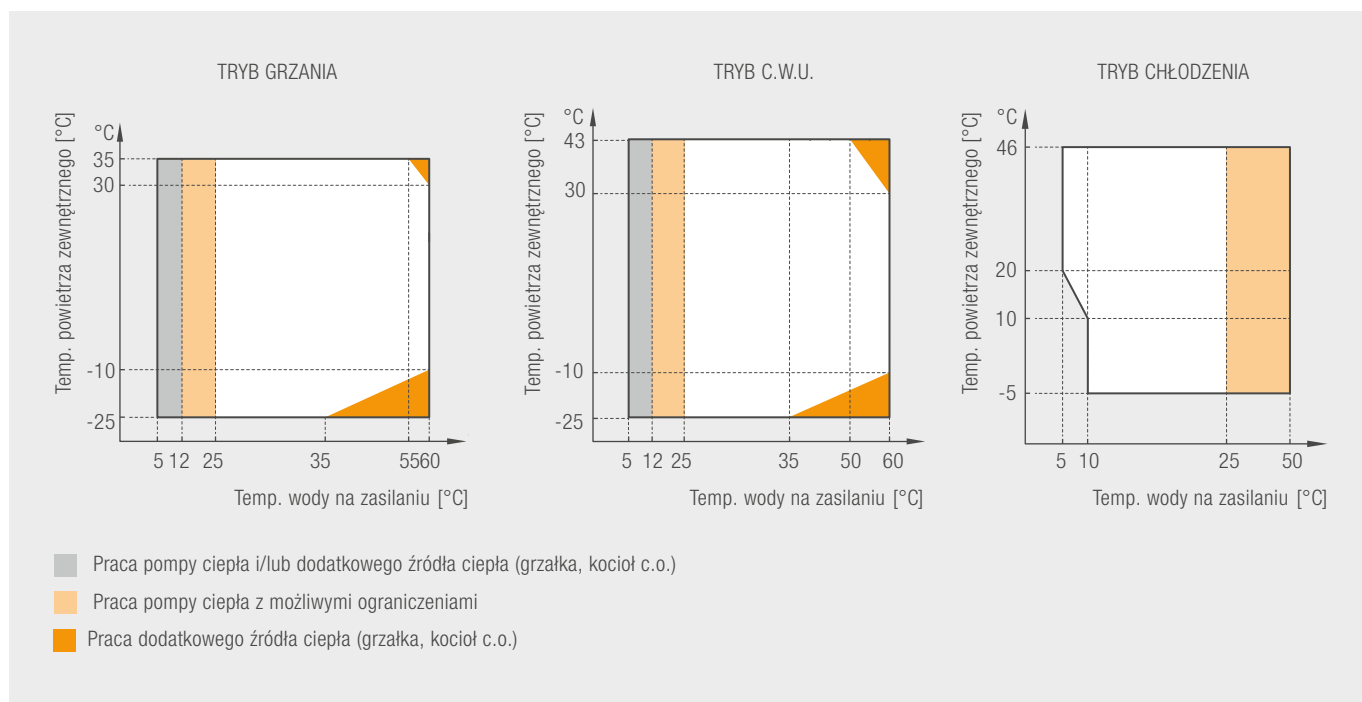 TRYB GRZANIA
Temp. powietrza zewnętrznego [°C]
°C
35
30
-10
-25
5 12 25 35 5560
Temp. wody na zasilaniu [°C]
TRYB C.W.U.
Temp. powietrza zewnętrznego [°C]
°C
43
30
-10
-25
5 12 25 35 50 60
Temp. wody na zasilaniu [°C]
TRYB CHŁODZENIA
Temp. powietrza zewnętrznego [°C]
°C
46
20
10
-5
5 10 25 50
Temp. wody na zasilaniu [°C]
Praca pompy ciepła i/lub dodatkowego źródła ciepła (grzałka, kocioł c.o.)
Praca pompy ciepła z możliwymi ograniczeniami
Praca dodatkowego źródła ciepła (grzałka, kocioł c.o.)